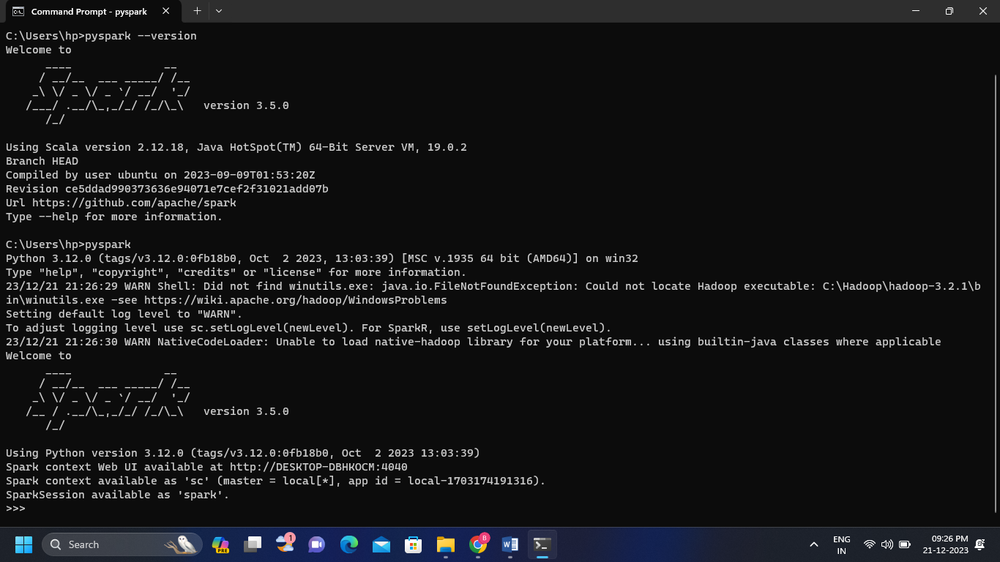 Command Prompt - pyspark
C:\Users\hp>pyspark --version
Welcome to
      ____              __
     / __/__  ___ _____/ /__
    _\ \/ _ \/ _ `/ __/  '_/
   /___/ .__/\_,_/_/ /_/\_\   version 3.5.0
      /_/
Using Scala version 2.12.18, Java HotSpot(TM) 64-Bit Server VM, 19.0.2
Branch HEAD
Compiled by user ubuntu on 2023-09-09T01:53:20Z
Revision ce5ddad990373636e94071e7cef2f31021add07b
Url https://github.com/apache/spark
Type --help for more information.
C:\Users\hp>pyspark
Python 3.12.0 (tags/v3.12.0:0fb18b0, Oct  2 2023, 13:03:39) [MSC v.1935 64 bit (AMD64)] on win32
Type "help", "copyright", "credits" or "license" for more information.
23/12/21 21:26:29 WARN Shell: Did not find winutils.exe: java.io.FileNotFoundException: Could not locate Hadoop executable: C:\Hadoop\hadoop-3.2.1\b
in\winutils.exe -see https://wiki.apache.org/hadoop/WindowsProblems
Setting default log level to "WARN".
To adjust logging level use sc.setLogLevel(newLevel). For SparkR, use setLogLevel(newLevel).
23/12/21 21:26:30 WARN NativeCodeLoader: Unable to load native-hadoop library for your platform... using builtin-java classes where applicable
Welcome to
      ____              __
     / __/__  ___ _____/ /__
    _\ \/ _ \/ _ `/ __/  '_/
   /__ / .__/\_,_/_/ /_/\_\   version 3.5.0
      /_/
Using Python version 3.12.0 (tags/v3.12.0:0fb18b0, Oct  2 2023 13:03:39)
Spark context Web UI available at http://DESKTOP-DBHKOCM:4040
Spark context available as 'sc' (master = local[*], app id = local-1703174191316).
SparkSession available as 'spark'.
>>>
Search
PRE
1
B
W
ENG
IN
09:26 PM
21-12-2023